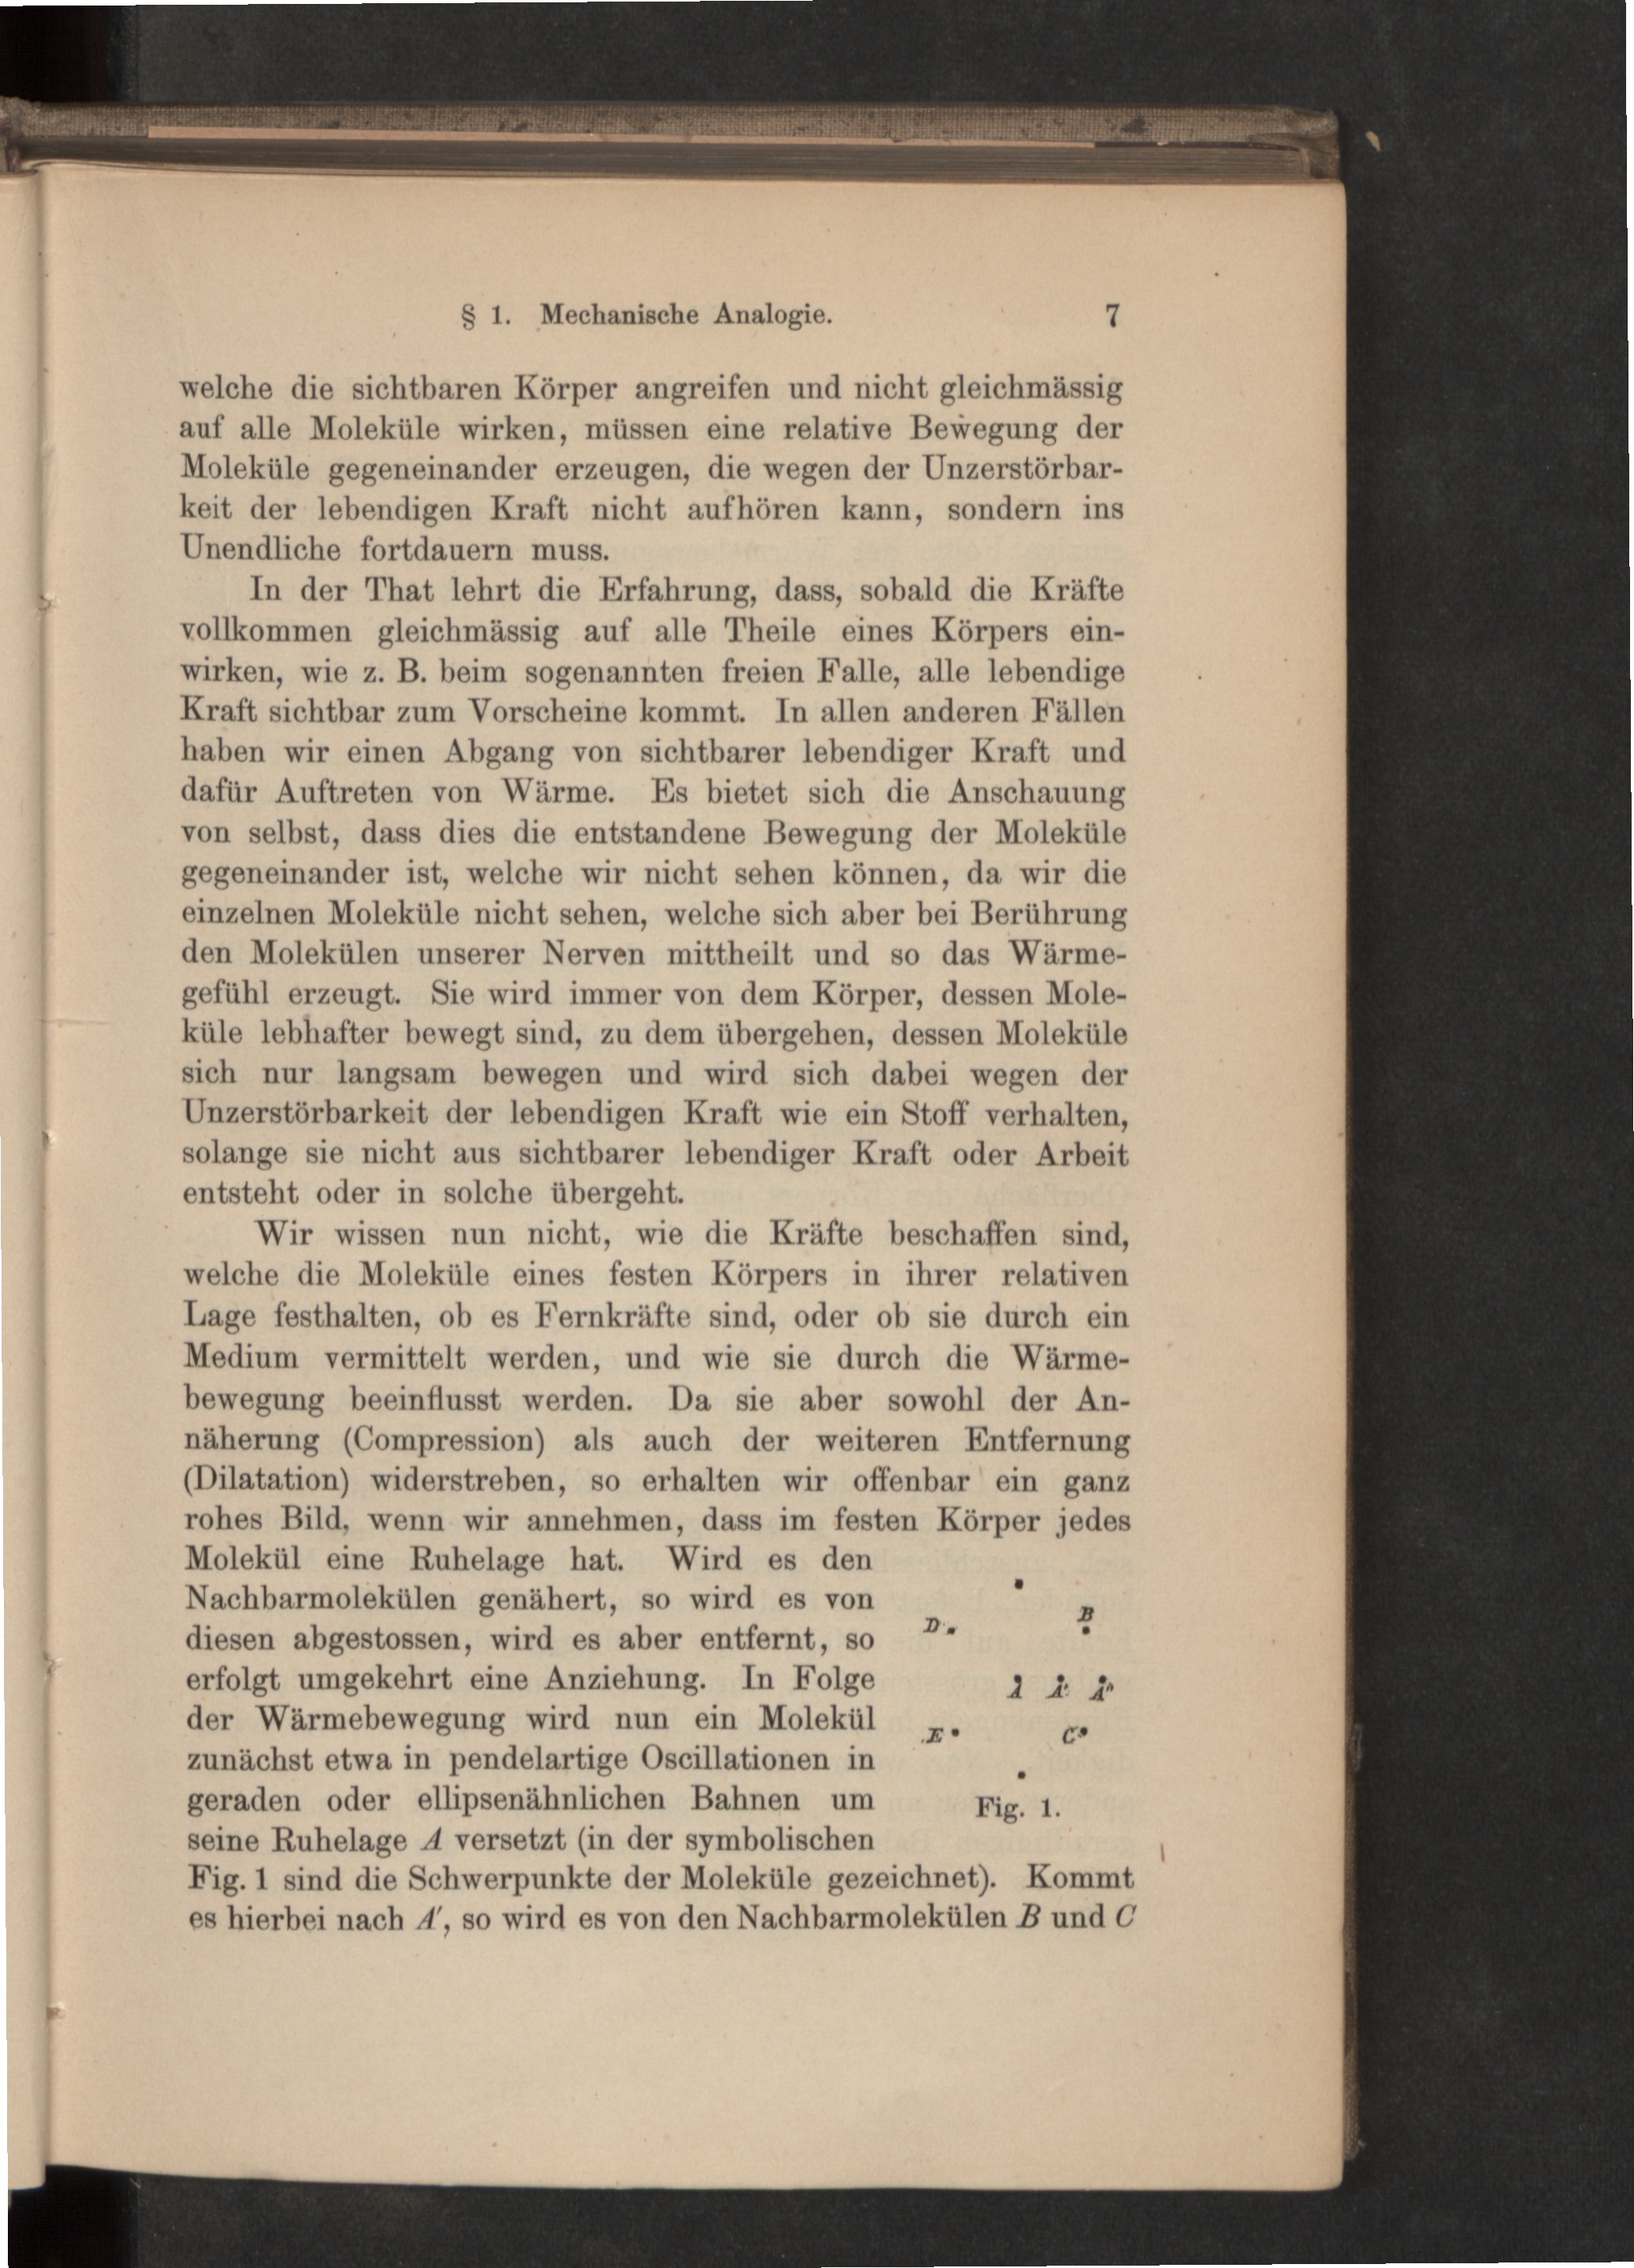 § 1. Mechanische Analogie. 7
welche die sichtbaren Körper angreifen und nicht gleichmässig
auf alle Moleküle wirken, müssen eine relative Bewegung der
Moleküle gegeneinander erzeugen, die wegen der Unzerstörbar-
keit der lebendigen Kraft nicht aufhören kann, sondern ins
Unendliche fortdauern muss.
In der That lehrt die Erfahrung, dass, sobald die Kräfte
vollkommen gleichmässig auf alle Theile eines Körpers ein-
wirken, wie z. B. beim sogenannten freien Falle, alle lebendige
Kraft sichtbar zum Vorscheine kommt. In allen anderen Fällen
haben wir einen Abgang von sichtbarer lebendiger Kraft und
dafür Auftreten von Wärme. Es bietet sich die Anschauung
von selbst, dass dies die entstandene Bewegung der Moleküle
gegeneinander ist, welche wir nicht sehen können, da wir die
einzelnen Moleküle nicht sehen, welche sich aber bei Berührung
den Molekülen unserer Nerven mittheilt und so das Wärme-
gefühl erzeugt. Sie wird immer von dem Körper, dessen Mole-
küle lebhafter bewegt sind, zu dem übergehen, dessen Moleküle
sich nur langsam bewegen und wird sich dabei wegen der
Unzerstörbarkeit der lebendigen Kraft wie ein Stoff verhalten,
solange sie nicht aus sichtbarer lebendiger Kraft oder Arbeit
entsteht oder in solche übergeht.
Wir wissen nun nicht, wie die Kräfte beschaffen sind,
welche die Moleküle eines festen Körpers in ihrer relativen
Lage festhalten, ob es Fernkräfte sind, oder ob sie durch ein
Medium vermittelt werden, und wie sie durch die Wärme-
bewegung beeinflusst werden. Da sie aber sowohl der An-
näherung (Compression) als auch der weiteren Entfernung
(Dilatation) widerstreben, so erhalten wir offenbar ein ganz
rohes Bild, wenn wir annehmen, dass im festen Körper jedes
Molekül eine Ruhelage hat. Wird es den
Nachbarmolekülen genähert, so wird es von
diesen abgestossen, wird es aber entfernt, so
erfolgt umgekehrt eine Anziehung. In Folge
der Wärmebewegung wird nun ein Molekül
zunächst etwa in pendelartige Oscillationen in
geraden oder ellipsenähnlichen Bahnen um
seine Ruhelage A versetzt (in der symbolischen
D B
A A' A''
E C
Fig. 1.
Fig. 1 sind die Schwerpunkte der Moleküle gezeichnet). Kommt
es hierbei nach A', so wird es von den Nachbarmolekülen B und C